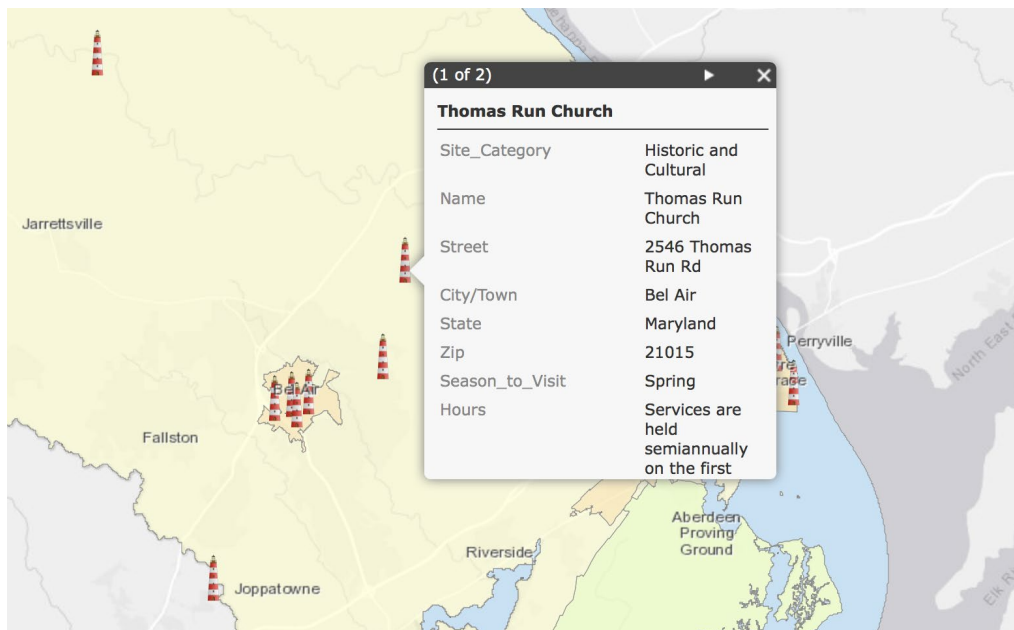 (1 of 2)
Thomas Run Church
Site_Category Historic and
Cultural
Name Thomas Run
Church
Street 2546 Thomas
Run Rd
City/Town Bel Air
State Maryland
Zip 21015
Season_to_Visit Spring
Hours Services are
held
semiannually
on the first
Jarrettsville
Perryville
North East
Bel Air
Fallston
Aberdeen
Proving
Ground
Riverside
Joppatowne